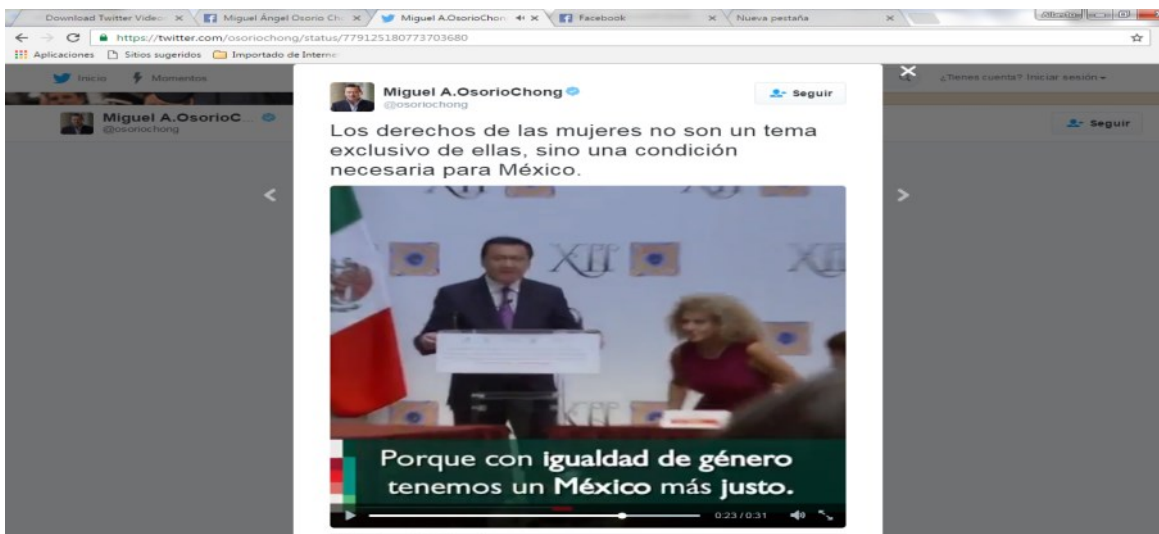 Download Twitter Video
Miguel Ángel Osorio Ch
Miguel A.OsorioChon
Facebook
Nueva pestaña
https://twitter.com/osoriochong/status/779125180773703680
Aplicaciones
Sitios sugeridos
Importado de Interne
Inicio
Momentos
¿Tienes cuenta? Iniciar sesión
Miguel A.OsorioC...
@osoriochong
Seguir
Miguel A.OsorioChong
@osoriochong
Seguir
Los derechos de las mujeres no son un tema
exclusivo de ellas, sino una condición
necesaria para México.
XII
XII
Porque con igualdad de género
tenemos un México más justo.
0:23 / 0:31